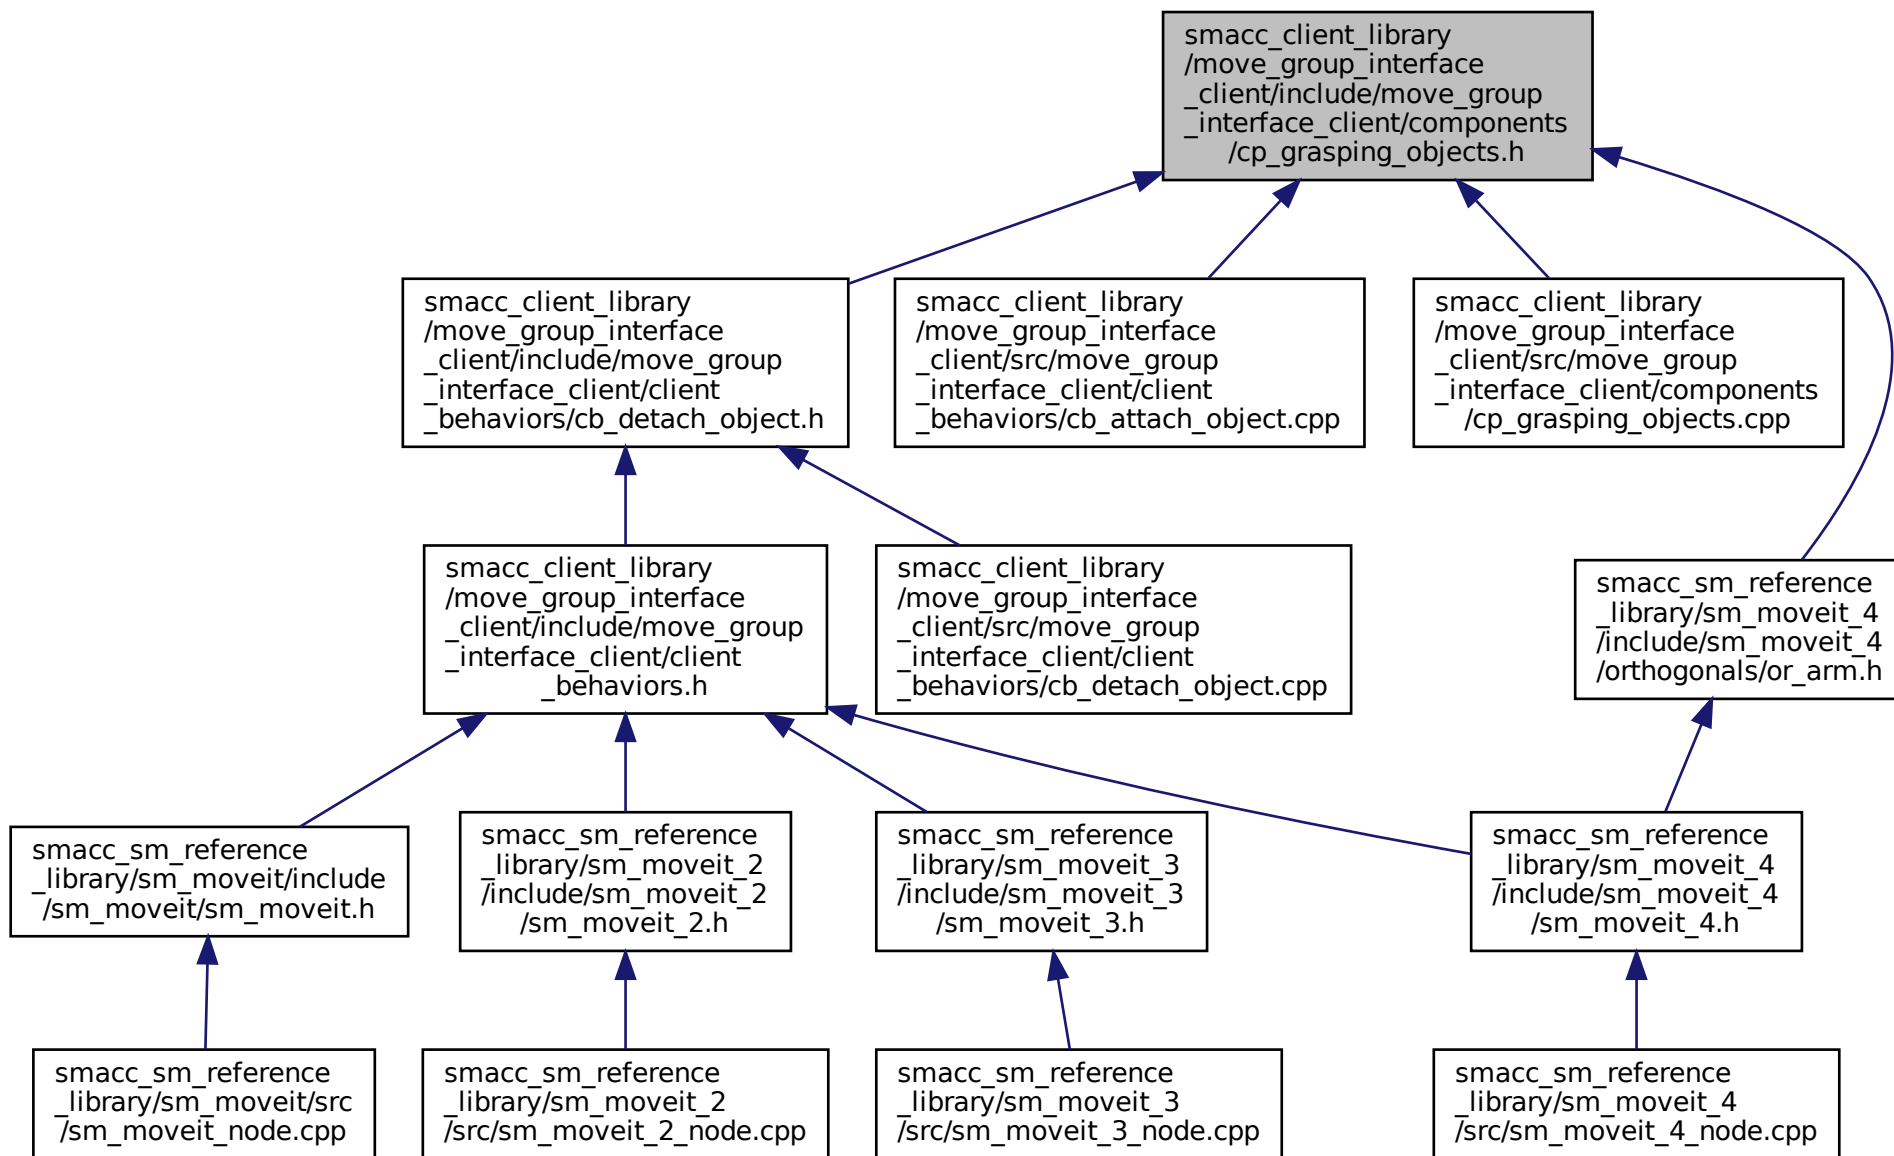 smacc_client_library
/move_group_interface
_client/include/move_group
_interface_client/components
/cp_grasping_objects.h
smacc_client_library
/move_group_interface
_client/include/move_group
_interface_client/client
_behaviors/cb_detach_object.h
smacc_client_library
/move_group_interface
_client/src/move_group
_interface_client/client
_behaviors/cb_attach_object.cpp
smacc_client_library
/move_group_interface
_client/src/move_group
_interface_client/components
/cp_grasping_objects.cpp
smacc_client_library
/move_group_interface
_client/include/move_group
_interface_client/client
_behaviors.h
smacc_client_library
/move_group_interface
_client/src/move_group
_interface_client/client
_behaviors/cb_detach_object.cpp
smacc_sm_reference
_library/sm_moveit_4
/include/sm_moveit_4
/orthogonals/or_arm.h
smacc_sm_reference
_library/sm_moveit/include
/sm_moveit/sm_moveit.h
smacc_sm_reference
_library/sm_moveit_2
/include/sm_moveit_2
/sm_moveit_2.h
smacc_sm_reference
_library/sm_moveit_3
/include/sm_moveit_3
/sm_moveit_3.h
smacc_sm_reference
_library/sm_moveit_4
/include/sm_moveit_4
/sm_moveit_4.h
smacc_sm_reference
_library/sm_moveit/src
/sm_moveit_node.cpp
smacc_sm_reference
_library/sm_moveit_2
/src/sm_moveit_2_node.cpp
smacc_sm_reference
_library/sm_moveit_3
/src/sm_moveit_3_node.cpp
smacc_sm_reference
_library/sm_moveit_4
/src/sm_moveit_4_node.cpp